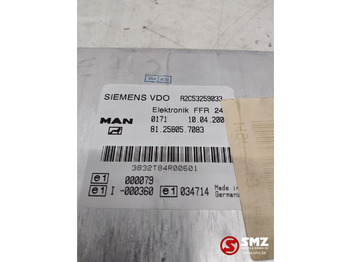 SIEMENS VDO A2C53259033
Elektronik FFR 24
0171 10.04.200
MAN
81.25805.7083
3832T84R00601
e1 000079
e1 I -000360 e1 034714 Made in
Germany
SMZ